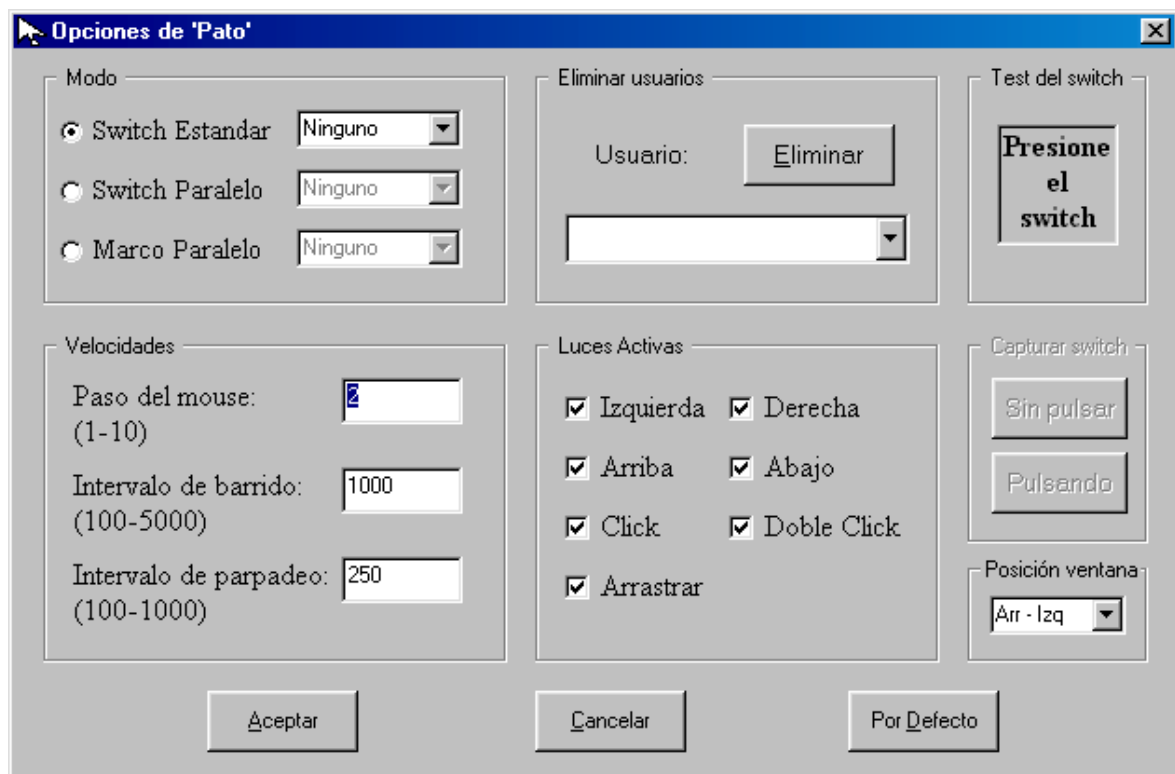 Opciones de 'Pato'
Modo
Switch Estandar Ninguno
Switch Paralelo Ninguno
Marco Paralelo Ninguno
Eliminar usuarios
Usuario: Eliminar
Test del switch
Presione
el
switch
Velocidades
Paso del mouse: 2
(1-10)
Intervalo de barrido: 1000
(100-5000)
Intervalo de parpadeo: 250
(100-1000)
Luces Activas
Izquierda Derecha
Arriba Abajo
Click Doble Click
Arrastrar
Capturar switch
Sin pulsar
Pulsando
Posición ventana
Arr - Izq
Aceptar Cancelar Por Defecto